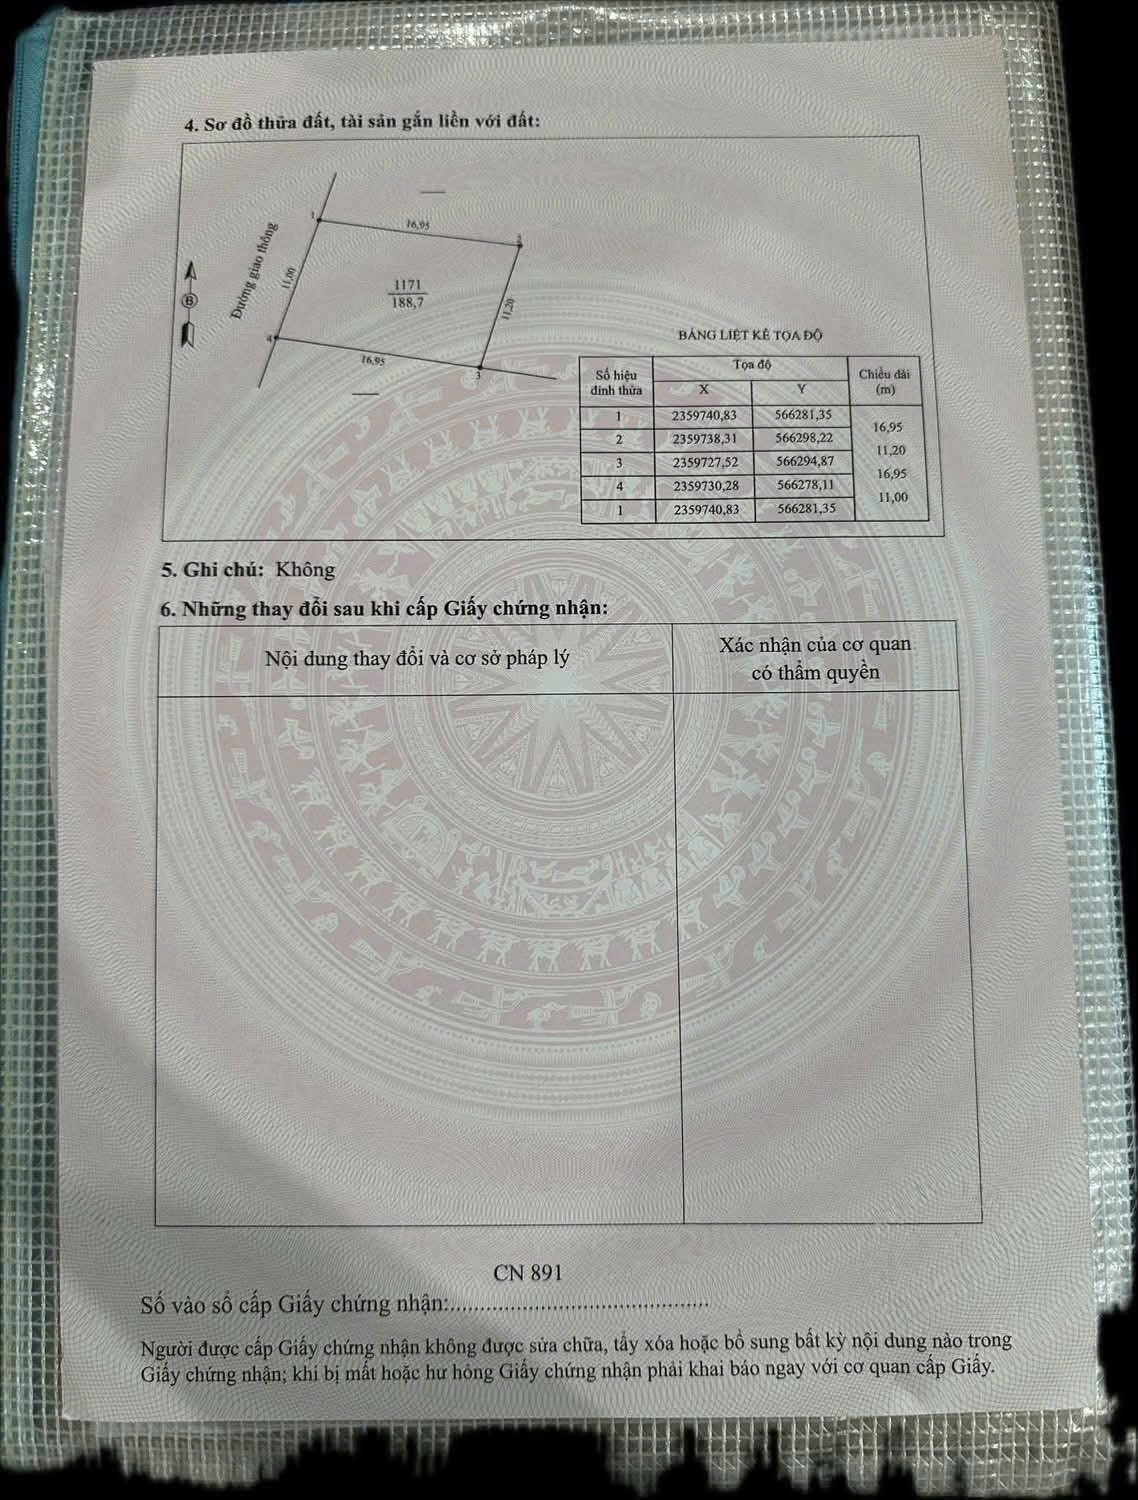 4. Sơ đồ thửa đất, tài sản gắn liền với đất:
1
16,95
2
Đường giao thông
11,00
1171
188,7
11,20
B
4
16,95
3
BẢNG LIỆT KÊ TỌA ĐỘ
Số hiệu đỉnh thửa
Tọa độ
Chiều dài (m)
X
Y
1 2359740,83 566281,35
16,95
2 2359738,31 566298,22
11,20
3 2359727,52 566294,87
16,95
4 2359730,28 566278,11
11,00
1 2359740,83 566281,35
5. Ghi chú: Không
6. Những thay đổi sau khi cấp Giấy chứng nhận:
Nội dung thay đổi và cơ sở pháp lý
Xác nhận của cơ quan
có thẩm quyền
CN 891
Số vào sổ cấp Giấy chứng nhận:...........................................
Người được cấp Giấy chứng nhận không được sửa chữa, tẩy xóa hoặc bổ sung bất kỳ nội dung nào trong
Giấy chứng nhận; khi bị mất hoặc hư hỏng Giấy chứng nhận phải khai báo ngay với cơ quan cấp Giấy.